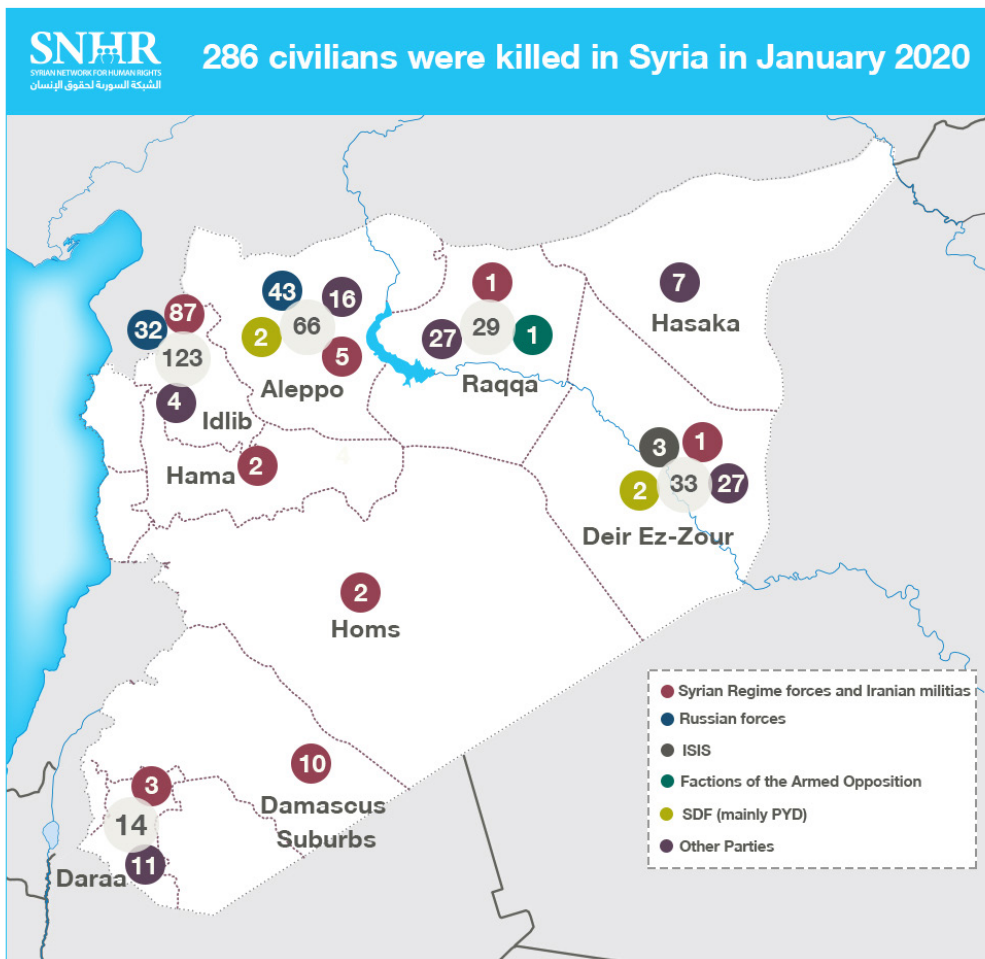 SNHR
SYRIAN NETWORK FOR HUMAN RIGHTS
الشبكة السورية لحقوق الإنسان
286 civilians were killed in Syria in January 2020
87
32
123
4
Idlib
43
16
2
66
5
Aleppo
1
27
29
1
Raqqa
7
Hasaka
2
Hama
4
3
1
2
33
27
Deir Ez-Zour
2
Homs
10
Damascus
Suburbs
3
14
11
Daraa
Syrian Regime forces and Iranian militias
Russian forces
ISIS
Factions of the Armed Opposition
SDF (mainly PYD)
Other Parties